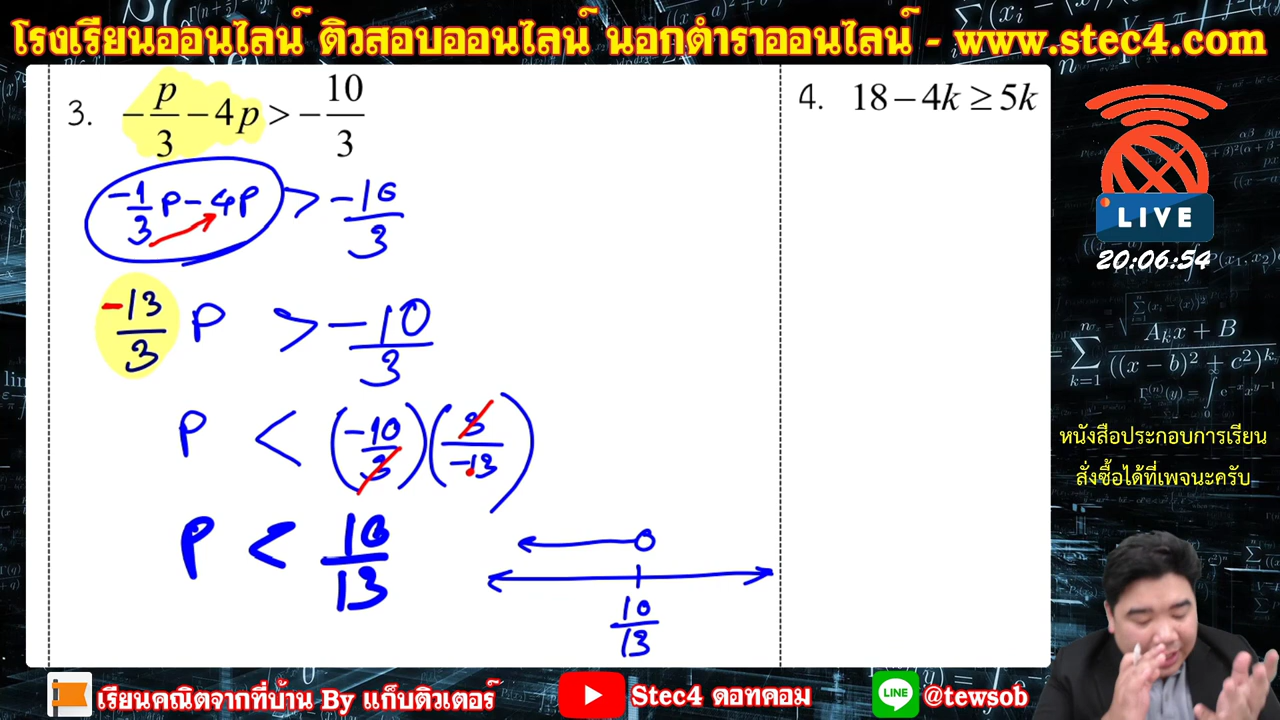 โรงเรียนออนไลน์ ติวสอบออนไลน์ นอกตำราออนไลน์ - www.stec4.com
3. -p/3 - 4p > -10/3
-1/3 p - 4p > -10/3
-13/3 p > -10/3
p < (-10/3)(3/-13)
p < 10/13
10/13
4. 18 - 4k ≥ 5k
LIVE
20:06:54
หนังสือประกอบการเรียน
สั่งซื้อได้ที่เพจนะครับ
เรียนคณิตจากที่บ้าน By แก็บติวเตอร์
Stec4 ดอทคอม
LINE
@tewsob